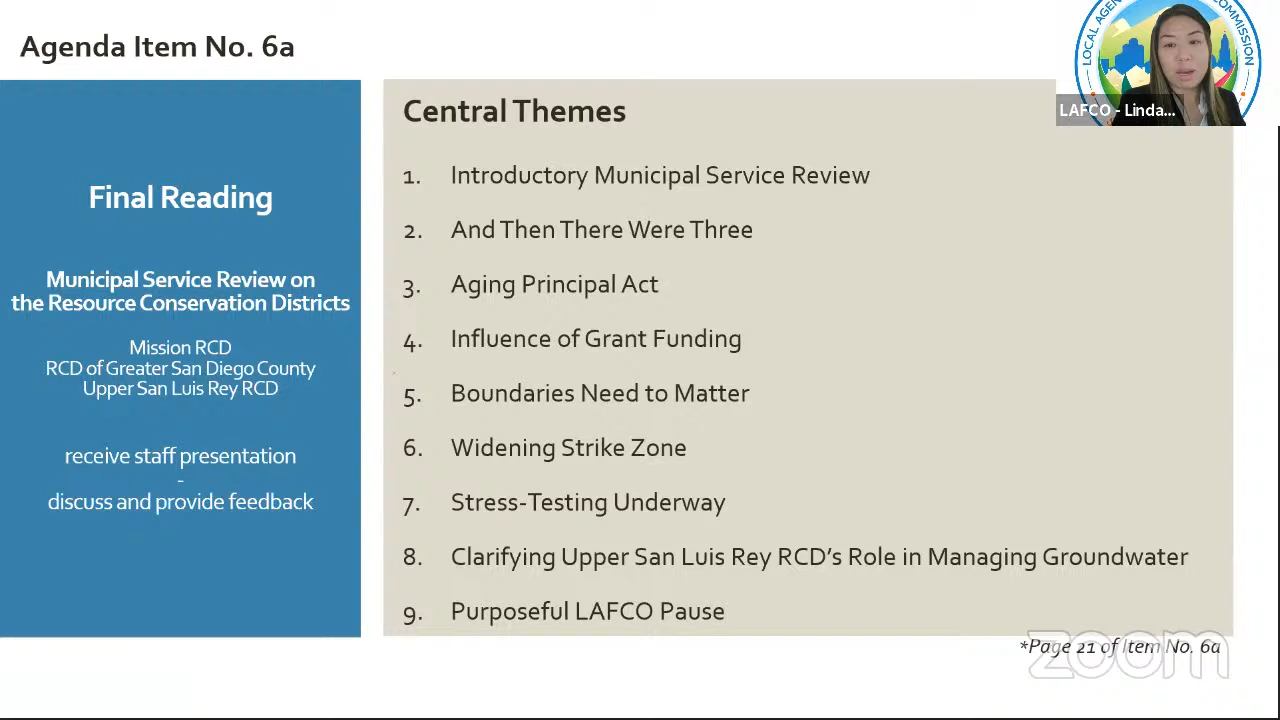 Agenda Item No. 6a
LOCAL AGEN
COMMISSION
LAFCO - Linda...
Final Reading
Municipal Service Review on
the Resource Conservation Districts
Mission RCD
RCD of Greater San Diego County
Upper San Luis Rey RCD
receive staff presentation
-
discuss and provide feedback
Central Themes
1. Introductory Municipal Service Review
2. And Then There Were Three
3. Aging Principal Act
4. Influence of Grant Funding
5. Boundaries Need to Matter
6. Widening Strike Zone
7. Stress-Testing Underway
8. Clarifying Upper San Luis Rey RCD’s Role in Managing Groundwater
9. Purposeful LAFCO Pause
*Page 21 of Item No. 6a
zoom